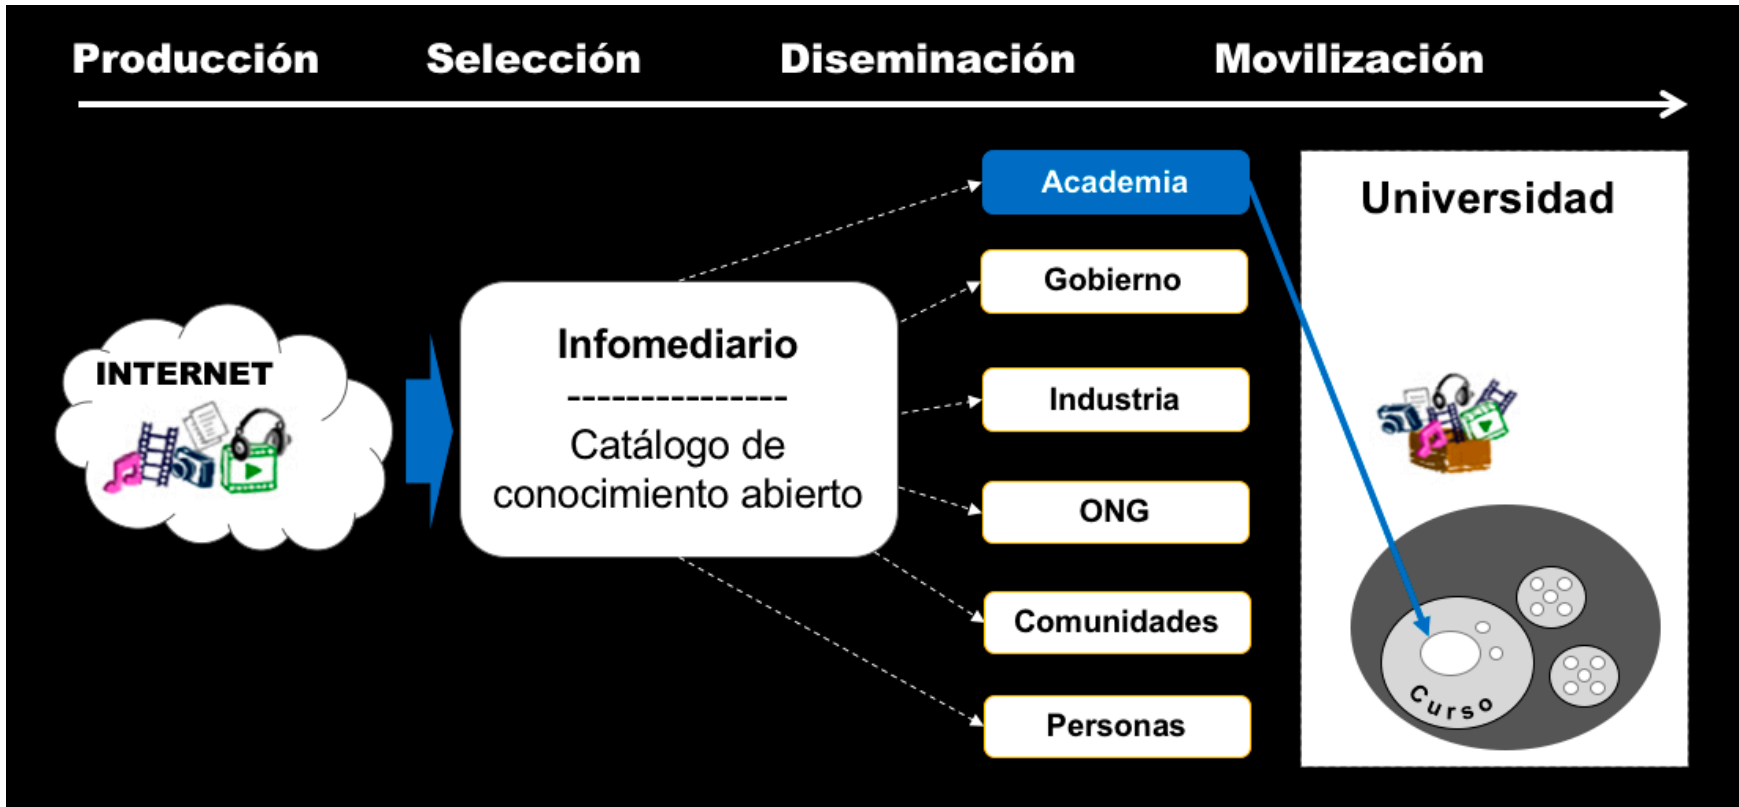 Producción
Selección
Diseminación
Movilización
INTERNET
Infomediario
---------------
Catálogo de
conocimiento abierto
Academia
Gobierno
Industria
ONG
Comunidades
Personas
Universidad
Curso